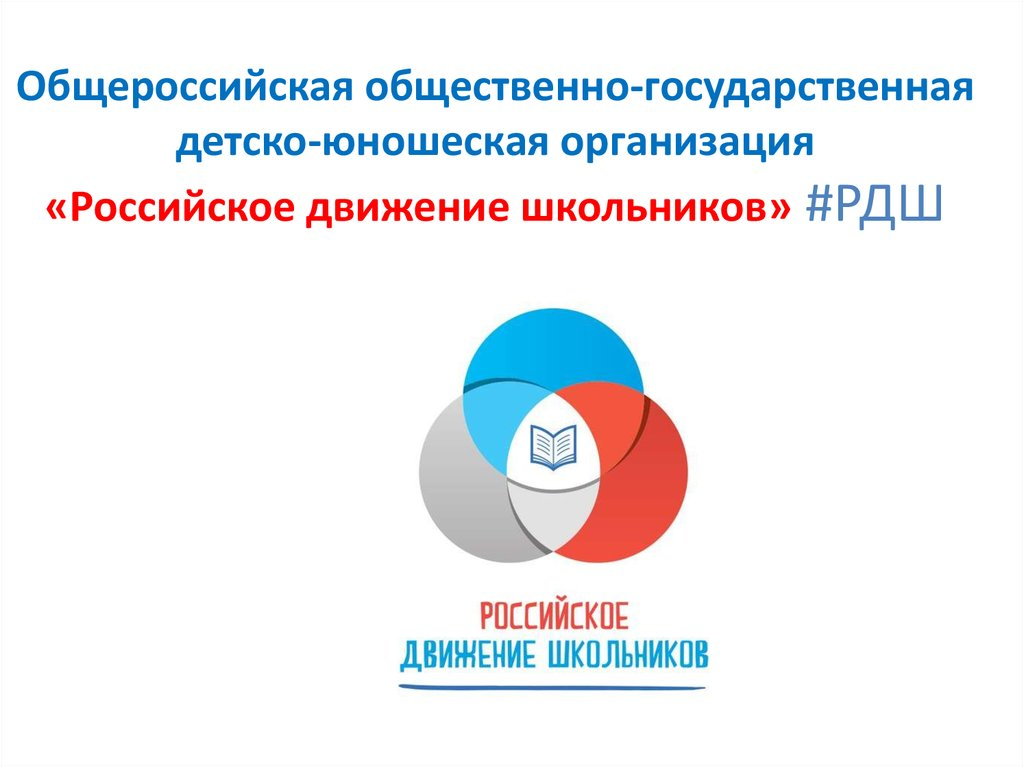 Общероссийская общественно-государственная
детско-юношеская организация
«Российское движение школьников» #РДШ
РОССИЙСКОЕ
ДВИЖЕНИЕ ШКОЛЬНИКОВ